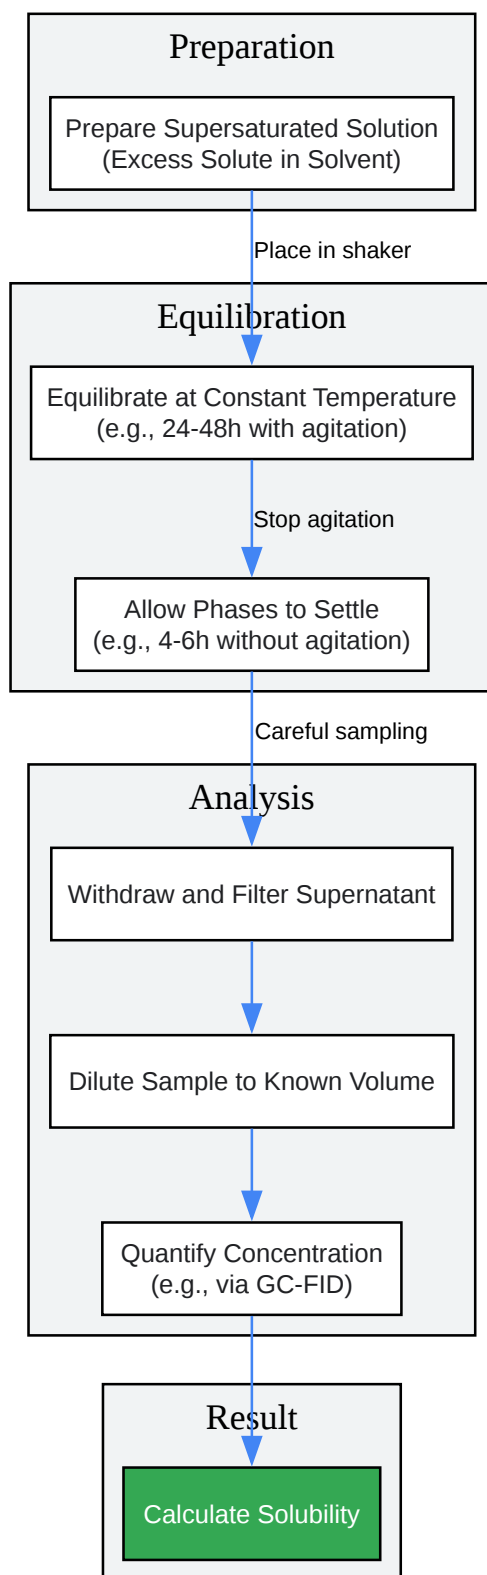 Preparation
Prepare Supersaturated Solution
(Excess Solute in Solvent)
Place in shaker
Equilibration
Equilibrate at Constant Temperature
(e.g., 24-48h with agitation)
Stop agitation
Allow Phases to Settle
(e.g., 4-6h without agitation)
Careful sampling
Analysis
Withdraw and Filter Supernatant
Dilute Sample to Known Volume
Quantify Concentration
(e.g., via GC-FID)
Result
Calculate Solubility